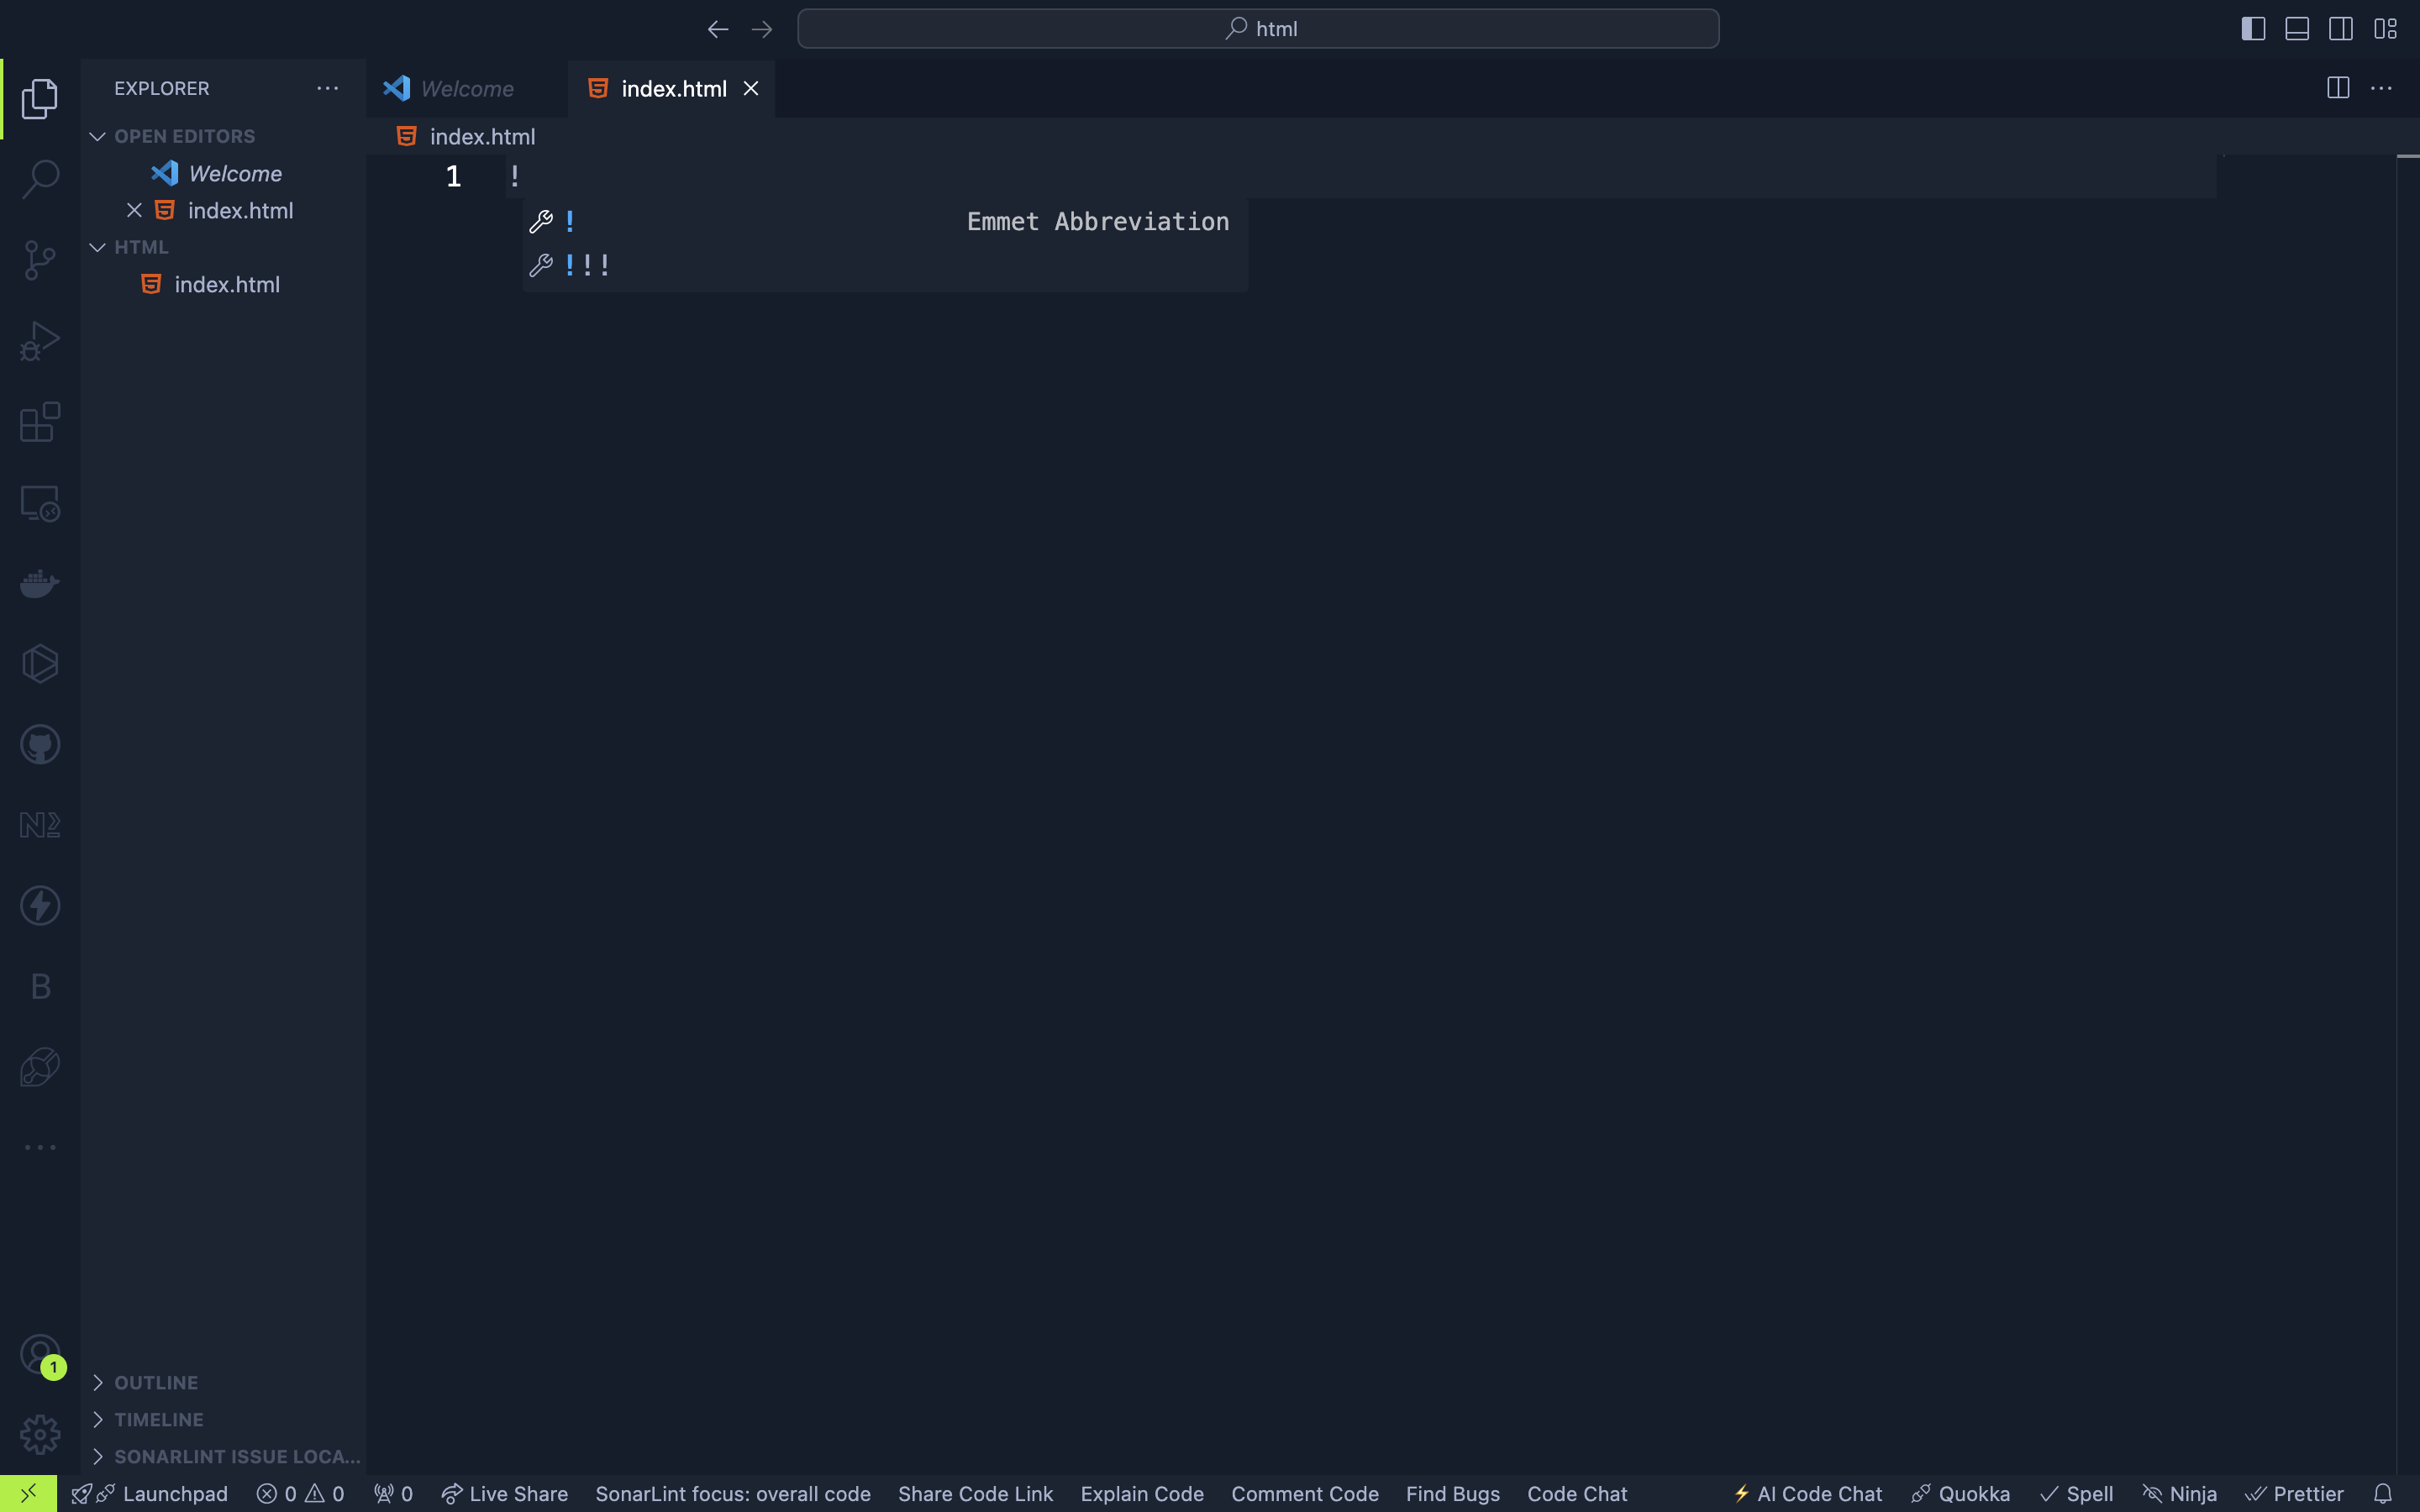 html
EXPLORER
Welcome
index.html
OPEN EDITORS
Welcome
index.html
HTML
index.html
index.html
1 !
! Emmet Abbreviation
!!!
B
1
OUTLINE
TIMELINE
SONARLINT ISSUE LOCA...
Launchpad 0 0 0 Live Share SonarLint focus: overall code Share Code Link Explain Code Comment Code Find Bugs Code Chat AI Code Chat Quokka Spell Ninja Prettier